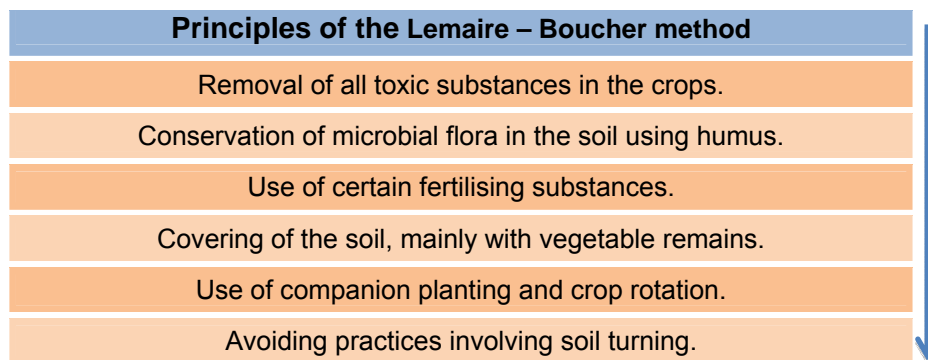 Principles of the Lemaire – Boucher method
Removal of all toxic substances in the crops.
Conservation of microbial flora in the soil using humus.
Use of certain fertilising substances.
Covering of the soil, mainly with vegetable remains.
Use of companion planting and crop rotation.
Avoiding practices involving soil turning.